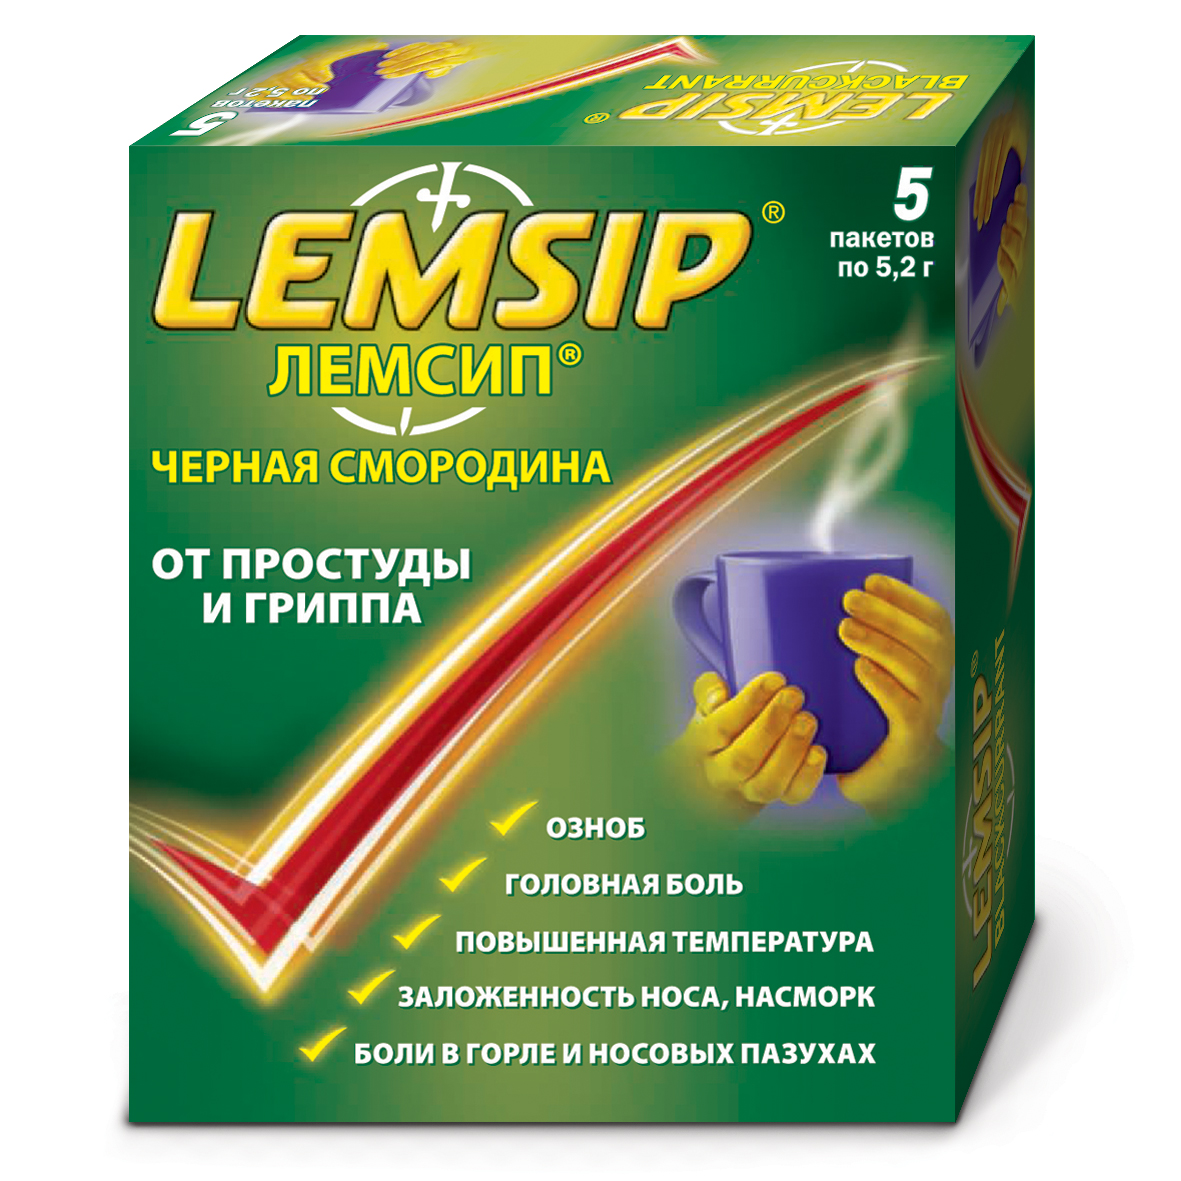 5
пакетов
по 5,2 г
LEMSIP®
BLACKCURRANT
LEMSIP®
5
пакетов
по 5,2 г
ЛЕМСИП®
ЧЕРНАЯ СМОРОДИНА
ОТ ПРОСТУДЫ
И ГРИППА
ОЗНОБ
ГОЛОВНАЯ БОЛЬ
ПОВЫШЕННАЯ ТЕМПЕРАТУРА
ЗАЛОЖЕННОСТЬ НОСА, НАСМОРК
БОЛИ В ГОРЛЕ И НОСОВЫХ ПАЗУХАХ
LEMSIP®
BLACKCURRANT